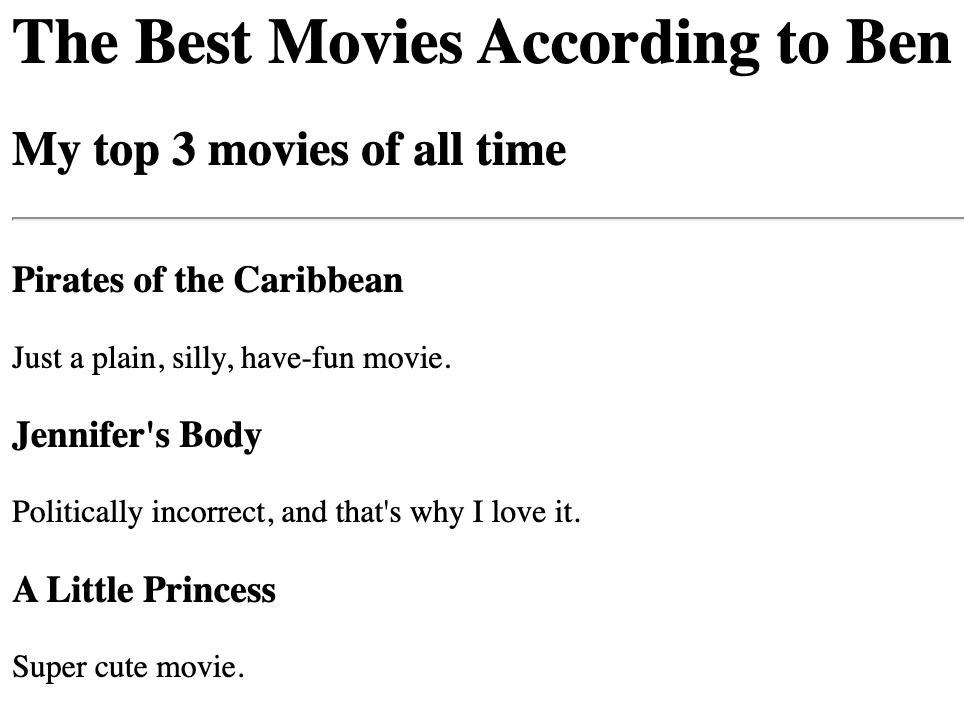 The Best Movies According to Ben
My top 3 movies of all time
Pirates of the Caribbean
Just a plain, silly, have-fun movie.
Jennifer's Body
Politically incorrect, and that's why I love it.
A Little Princess
Super cute movie.